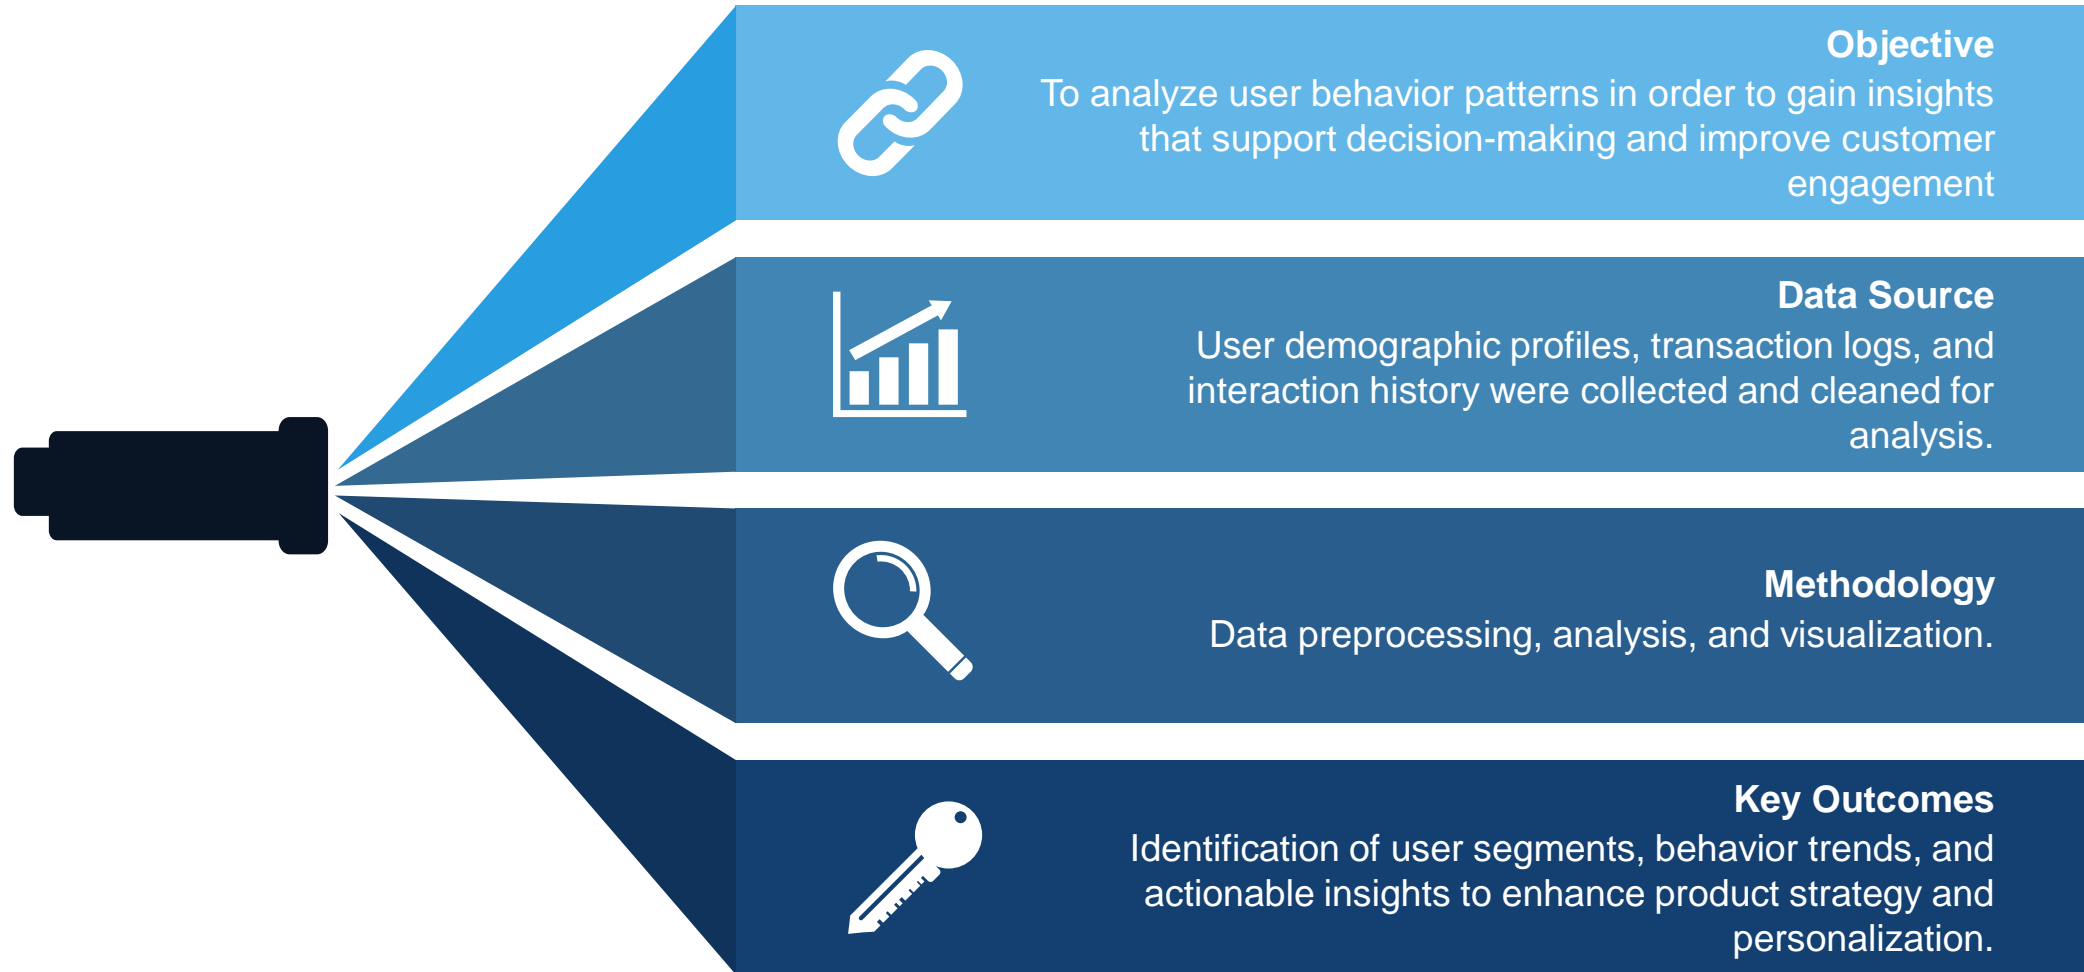 Objective
To analyze user behavior patterns in order to gain insights
that support decision-making and improve customer
engagement
Data Source
User demographic profiles, transaction logs, and
interaction history were collected and cleaned for
analysis.
Methodology
Data preprocessing, analysis, and visualization.
Key Outcomes
Identification of user segments, behavior trends, and
actionable insights to enhance product strategy and
personalization.